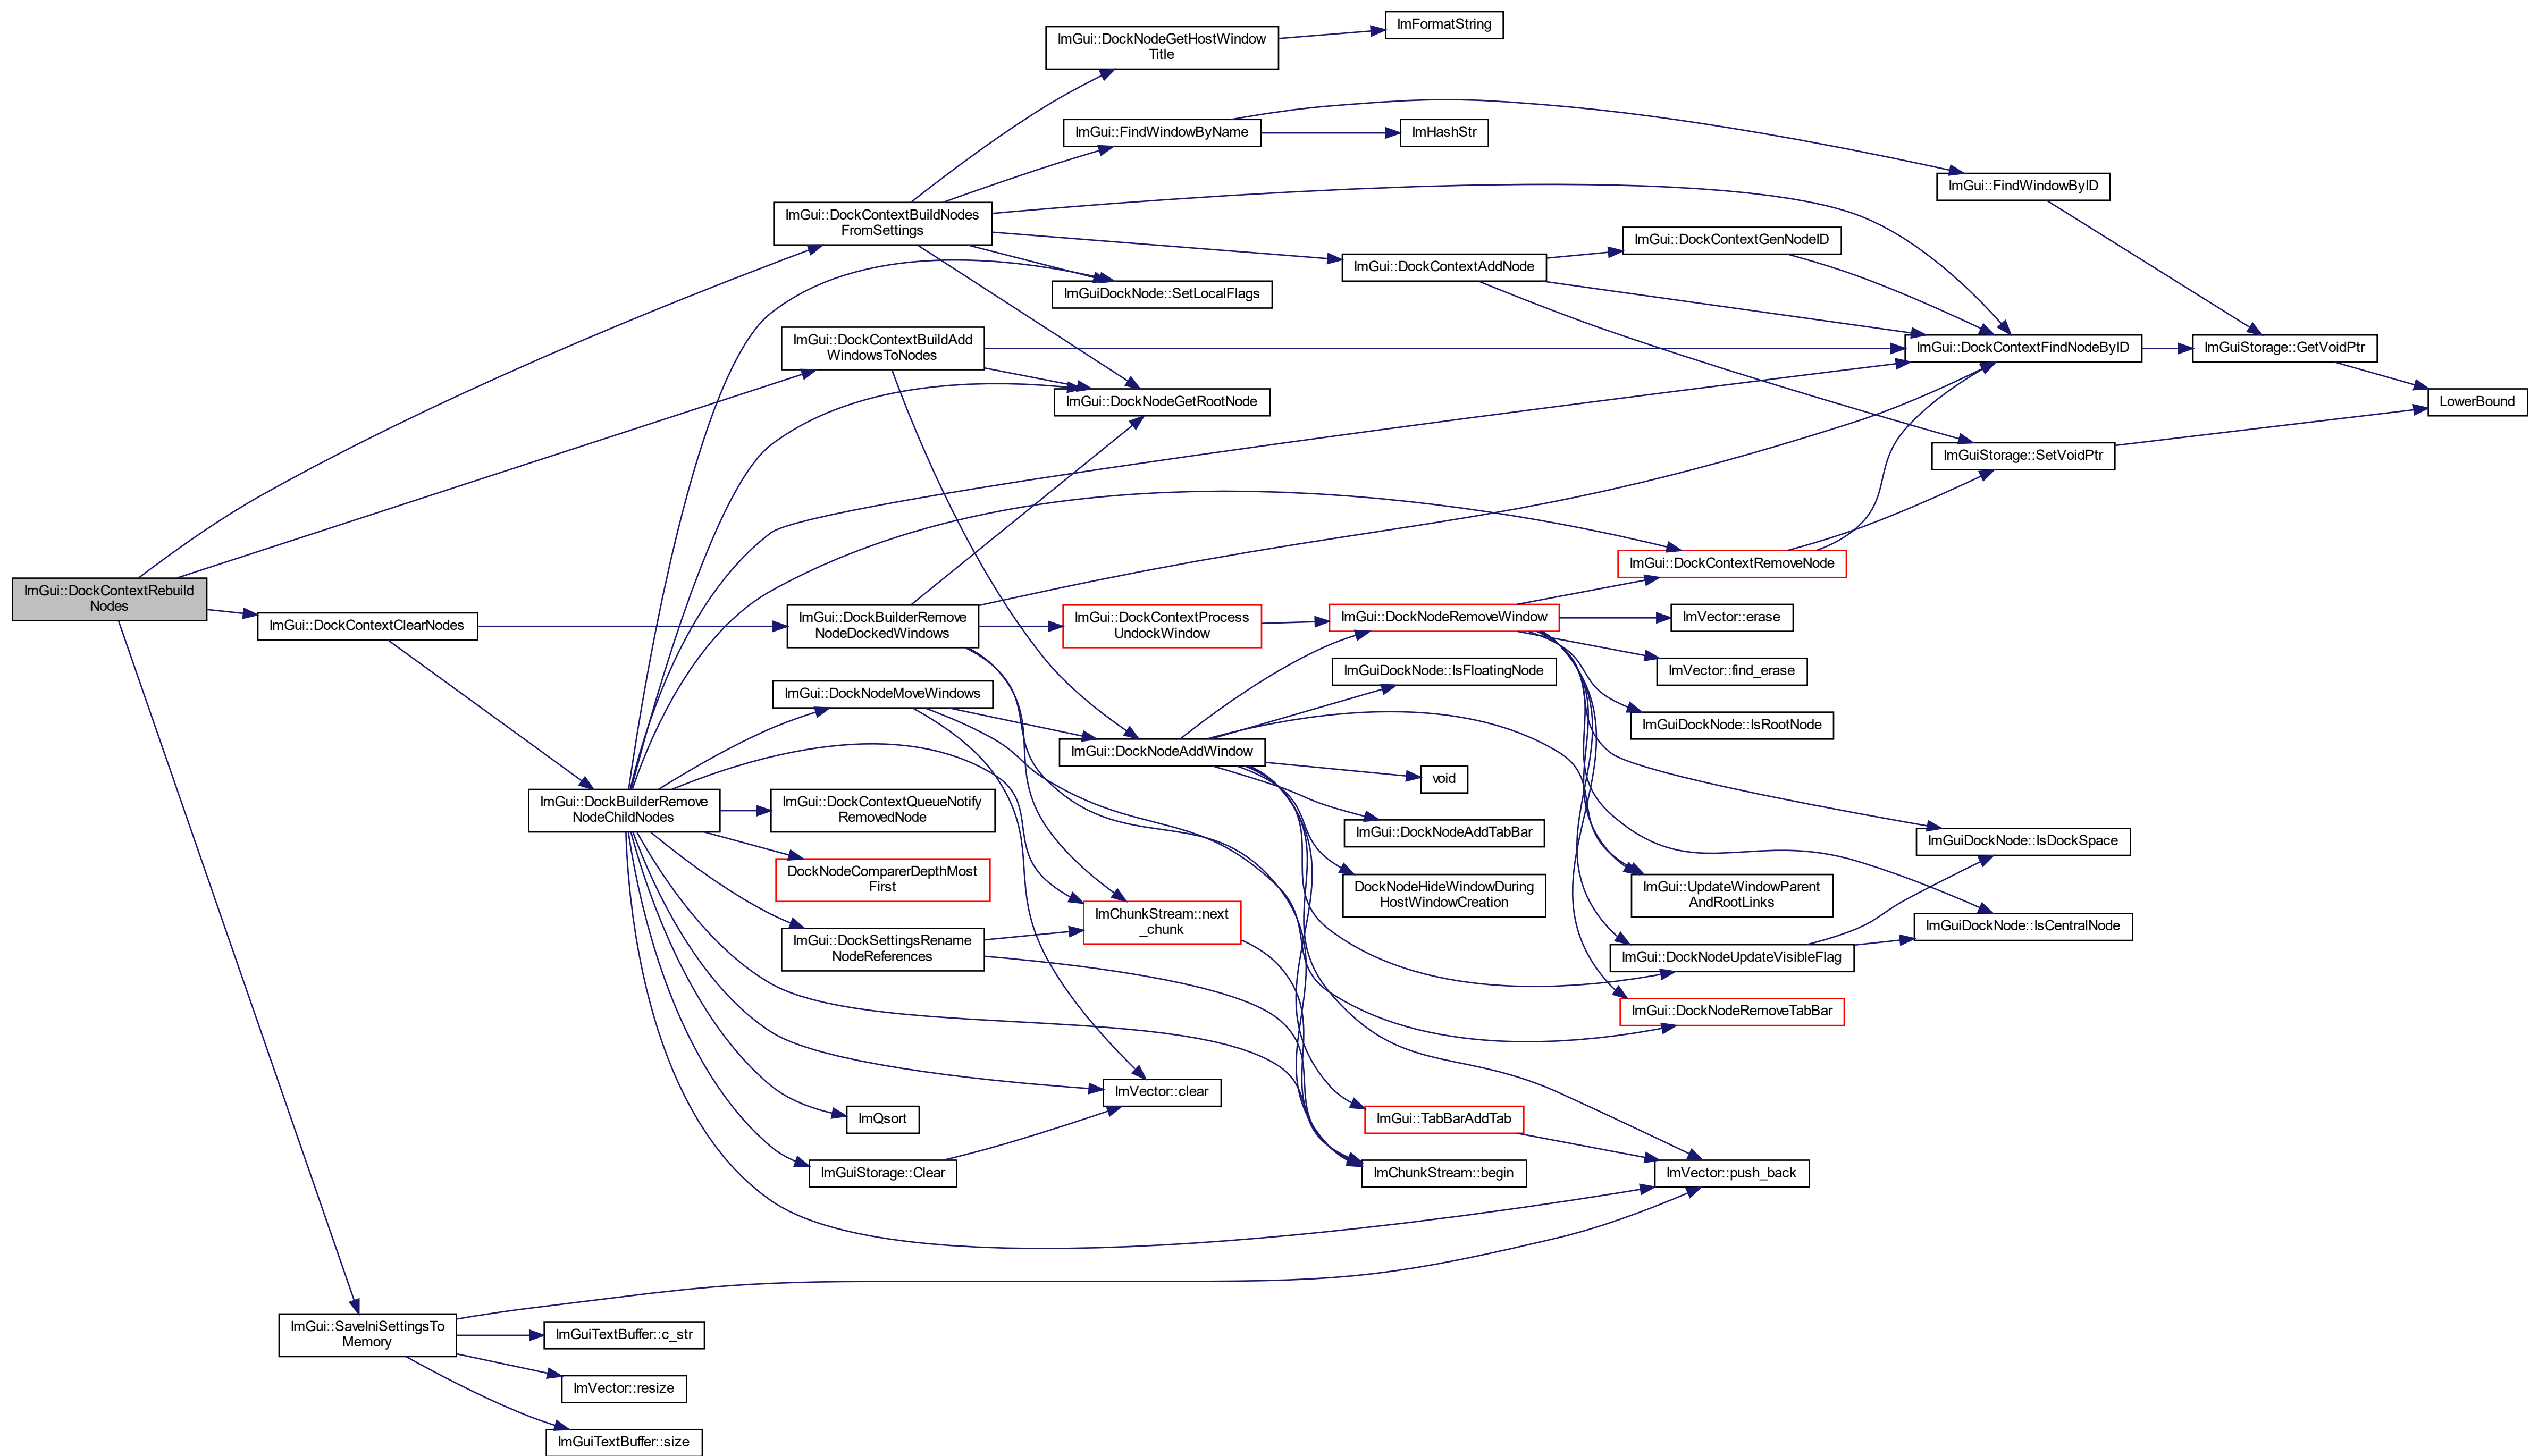 ImGui::DockContextRebuild
Nodes
ImGui::DockContextBuildNodes
FromSettings
ImGui::DockNodeGetHostWindow
Title
ImFormatString
ImGui::FindWindowByName
ImHashStr
ImGui::FindWindowByID
ImGui::DockContextAddNode
ImGui::DockContextGenNodeID
ImGuiDockNode::SetLocalFlags
ImGui::DockContextBuildAdd
WindowsToNodes
ImGui::DockContextFindNodeByID
ImGuiStorage::GetVoidPtr
ImGui::DockNodeGetRootNode
LowerBound
ImGuiStorage::SetVoidPtr
ImGui::DockContextRemoveNode
ImGui::DockContextClearNodes
ImGui::DockBuilderRemove
NodeDockedWindows
ImGui::DockContextProcess
UndockWindow
ImGui::DockNodeRemoveWindow
ImVector::erase
ImGuiDockNode::IsFloatingNode
ImVector::find_erase
ImGui::DockNodeMoveWindows
ImGuiDockNode::IsRootNode
ImGui::DockNodeAddWindow
void
ImGui::DockBuilderRemove
NodeChildNodes
ImGui::DockContextQueueNotify
RemovedNode
ImGui::DockNodeAddTabBar
ImGuiDockNode::IsDockSpace
DockNodeComparerDepthMost
First
DockNodeHideWindowDuring
HostWindowCreation
ImGui::UpdateWindowParent
AndRootLinks
ImChunkStream::next
_chunk
ImGuiDockNode::IsCentralNode
ImGui::DockSettingsRename
NodeReferences
ImGui::DockNodeUpdateVisibleFlag
ImGui::DockNodeRemoveTabBar
ImVector::clear
ImQsort
ImGui::TabBarAddTab
ImGuiStorage::Clear
ImChunkStream::begin
ImVector::push_back
ImGui::SaveIniSettingsTo
Memory
ImGuiTextBuffer::c_str
ImVector::resize
ImGuiTextBuffer::size